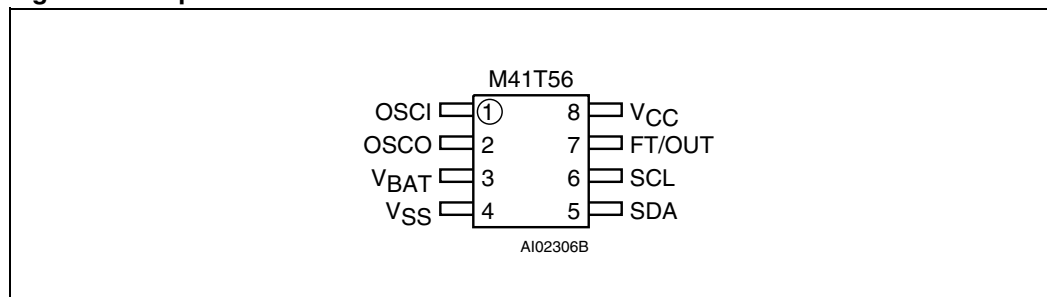 M41T56
OSCI 1 8 VCC
OSCO 2 7 FT/OUT
VBAT 3 6 SCL
VSS 4 5 SDA
AI02306B